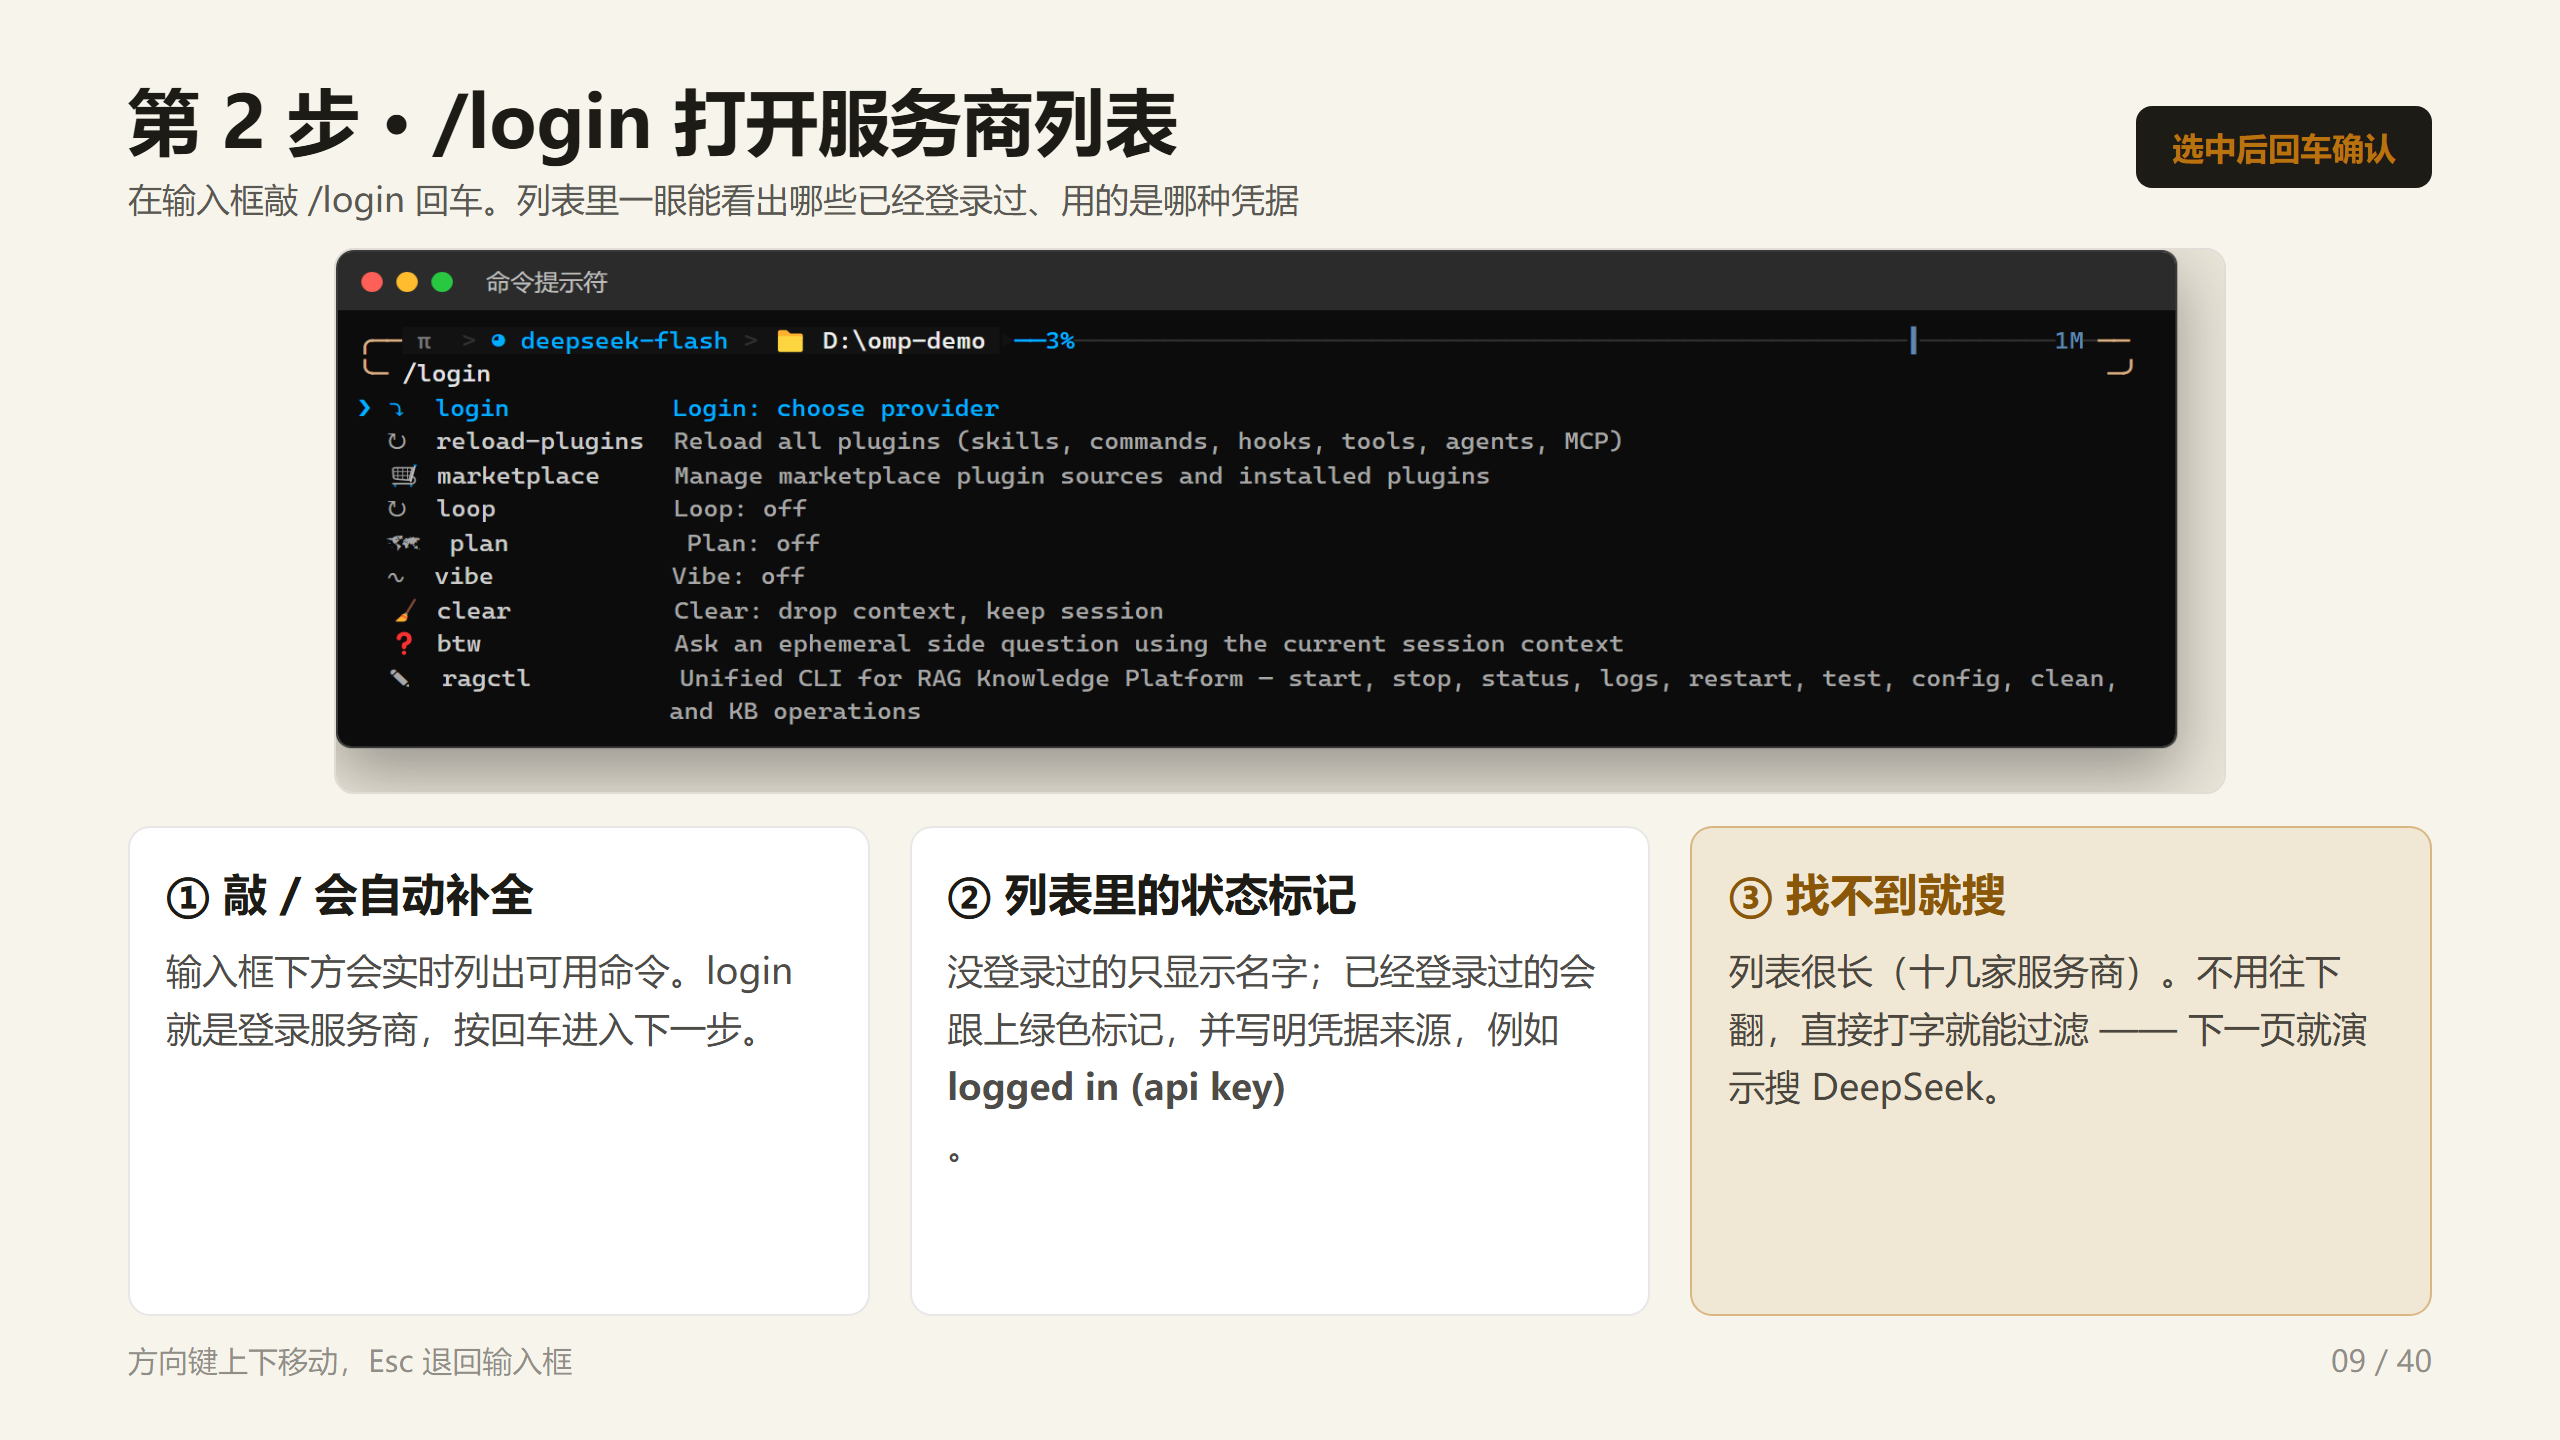 第 2 步 · /login 打开服务商列表
选中后回车确认
在输入框敲 /login 回车。列表里一眼能看出哪些已经登录过、用的是哪种凭据
命令提示符
π > deepseek-flash > D:\omp-demo 3% 1M
/login
❯ login Login: choose provider
reload-plugins Reload all plugins (skills, commands, hooks, tools, agents, MCP)
marketplace Manage marketplace plugin sources and installed plugins
loop Loop: off
plan Plan: off
vibe Vibe: off
clear Clear: drop context, keep session
btw Ask an ephemeral side question using the current session context
ragctl Unified CLI for RAG Knowledge Platform — start, stop, status, logs, restart, test, config, clean,
and KB operations
① 敲 / 会自动补全
输入框下方会实时列出可用命令。login
就是登录服务商，按回车进入下一步。
② 列表里的状态标记
没登录过的只显示名字；已经登录过的会
跟上绿色标记，并写明凭据来源，例如
logged in (api key)
。
③ 找不到就搜
列表很长（十几家服务商）。不用往下
翻，直接打字就能过滤 —— 下一页就演
示搜 DeepSeek。
方向键上下移动，Esc 退回输入框
09 / 40